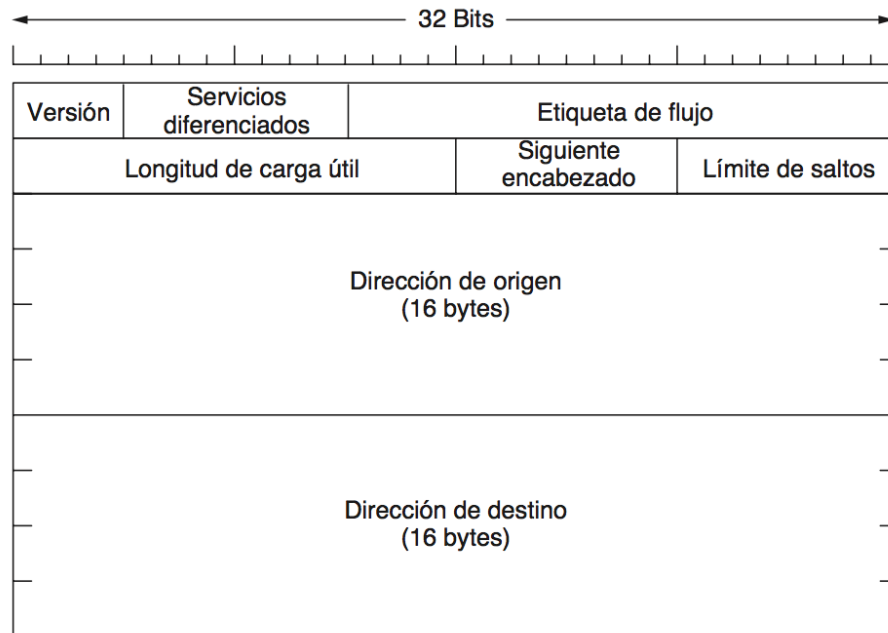 32 Bits
Versión
Servicios
diferenciados
Etiqueta de flujo
Longitud de carga útil
Siguiente
encabezado
Límite de saltos
Dirección de origen
(16 bytes)
Dirección de destino
(16 bytes)